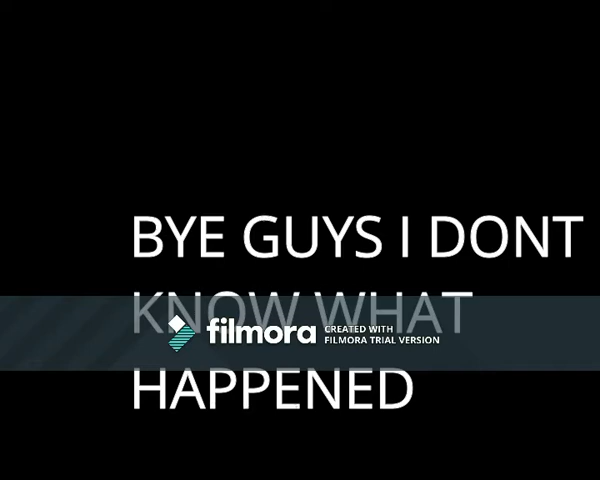 BYE GUYS I DONT
KNOW WHAT
filmora
CREATED WITH
FILMORA TRIAL VERSION
HAPPENED